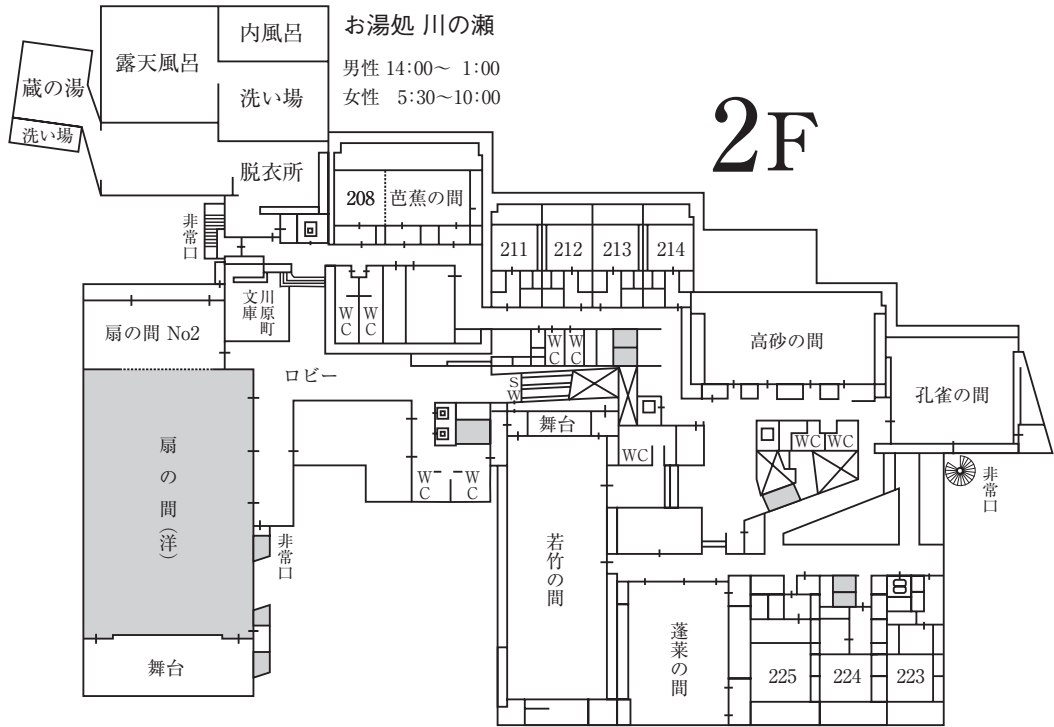 お湯処 川の瀬
男性 14:00〜 1:00
女性 5:30〜10:00
2F
内風呂
露天風呂
洗い場
蔵の湯
洗い場
脱衣所
非常口
208
芭蕉の間
211
212
213
214
川原町
文庫
WC
WC
扇の間 No2
ロビー
WC
WC
SW
舞台
高砂の間
孔雀の間
扇の間(洋)
WC
WC
WC
WC
WC
非常口
非常口
若竹の間
蓬莱の間
225
224
223
舞台